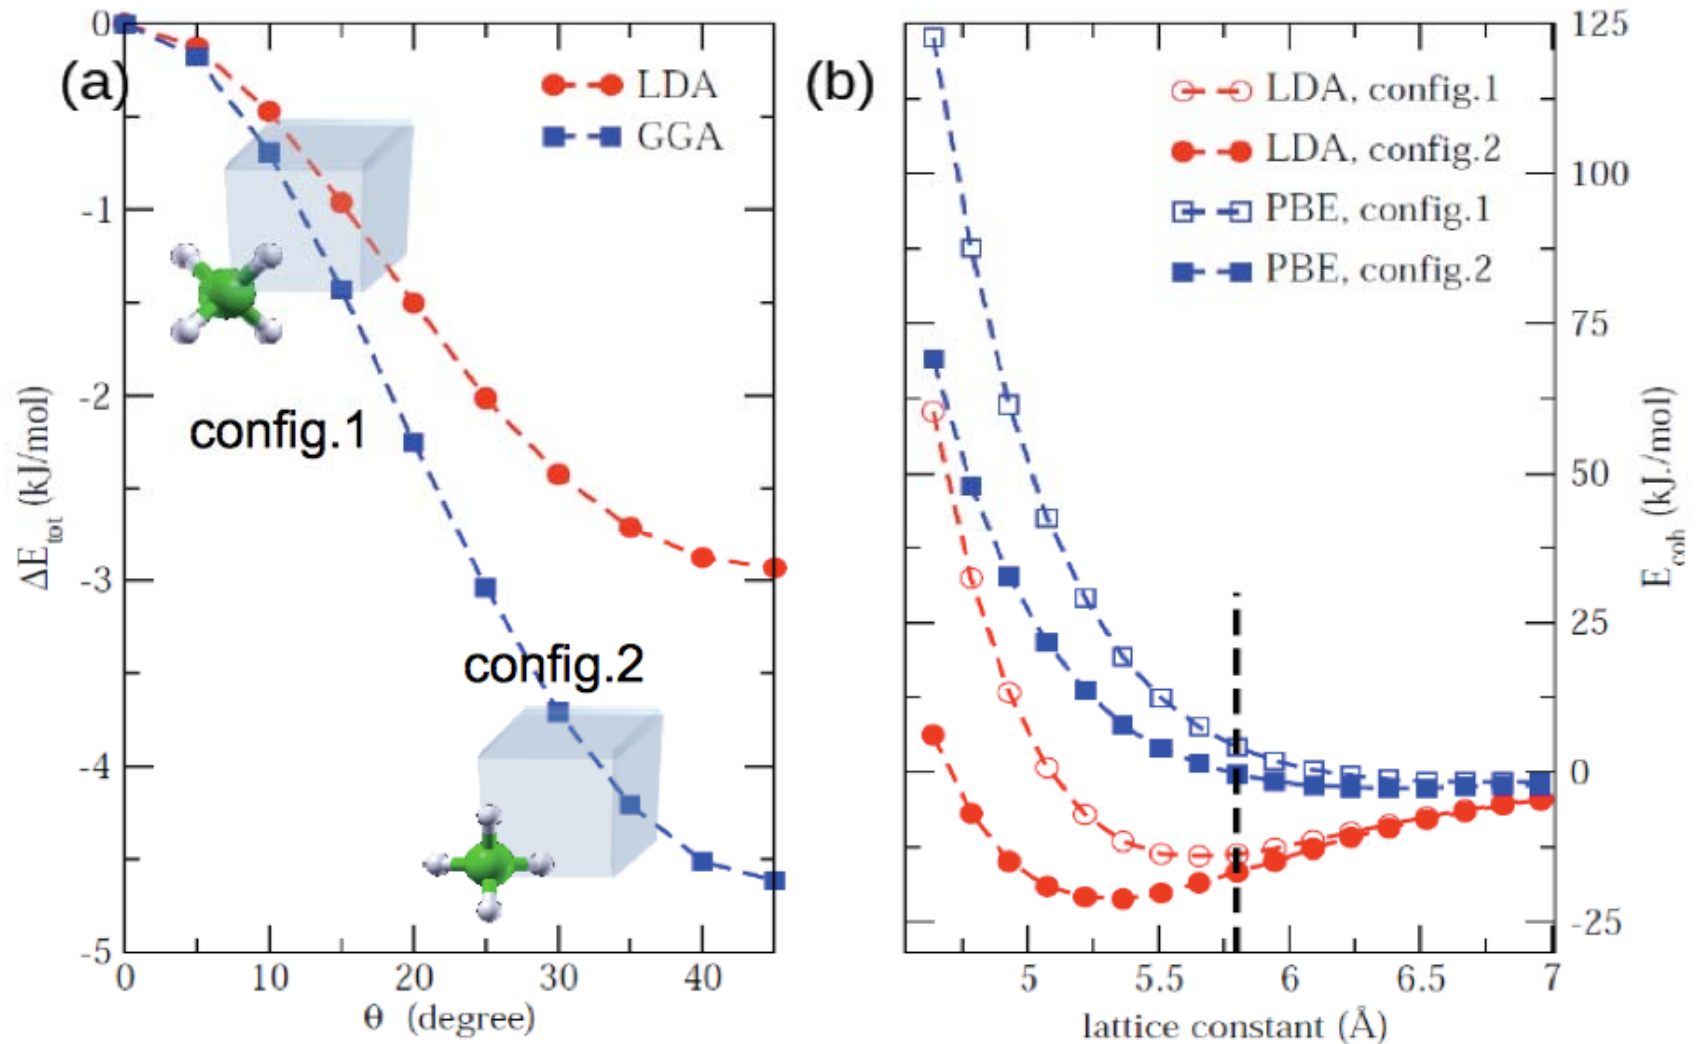 (a)
LDA
GGA
config.1
config.2
0
-1
-2
-3
-4
-5
ΔE_tot (kJ/mol)
0 10 20 30 40
θ (degree)
(b)
LDA, config.1
LDA, config.2
PBE, config.1
PBE, config.2
125
100
75
50
25
0
-25
E_coh (kJ./mol)
5 5.5 6 6.5 7
lattice constant (Å)